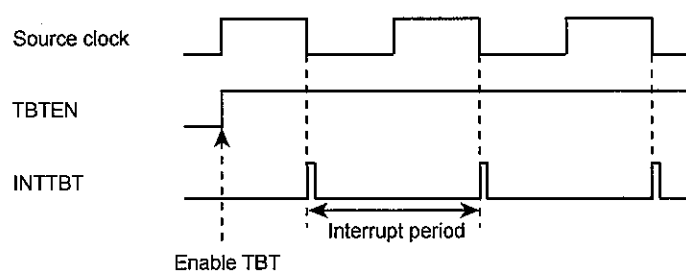 Source clock
TBTEN
INTTBT
Interrupt period
Enable TBT